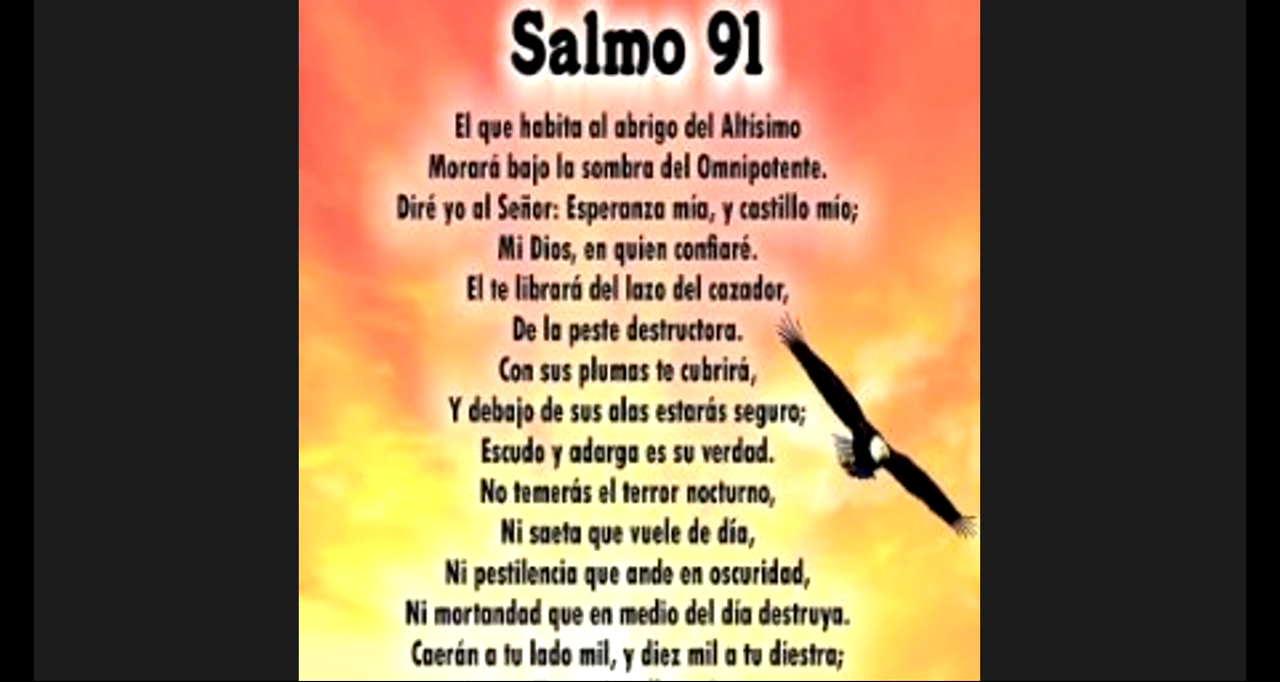 Salmo 91
El que habita al abrigo del Altísimo
Morará bajo la sombra del Omnipotente.
Diré yo al Señor: Esperanza mía, y castillo mío;
Mi Dios, en quien confiaré.
El te librará del lazo del cazador,
De la peste destructora.
Con sus plumas te cubrirá,
Y debajo de sus alas estarás seguro;
Escudo y adarga es su verdad.
No temerás el terror nocturno,
Ni saeta que vuele de día,
Ni pestilencia que ande en oscuridad,
Ni mortandad que en medio del día destruya.
Caerán a tu lado mil, y diez mil a tu diestra;